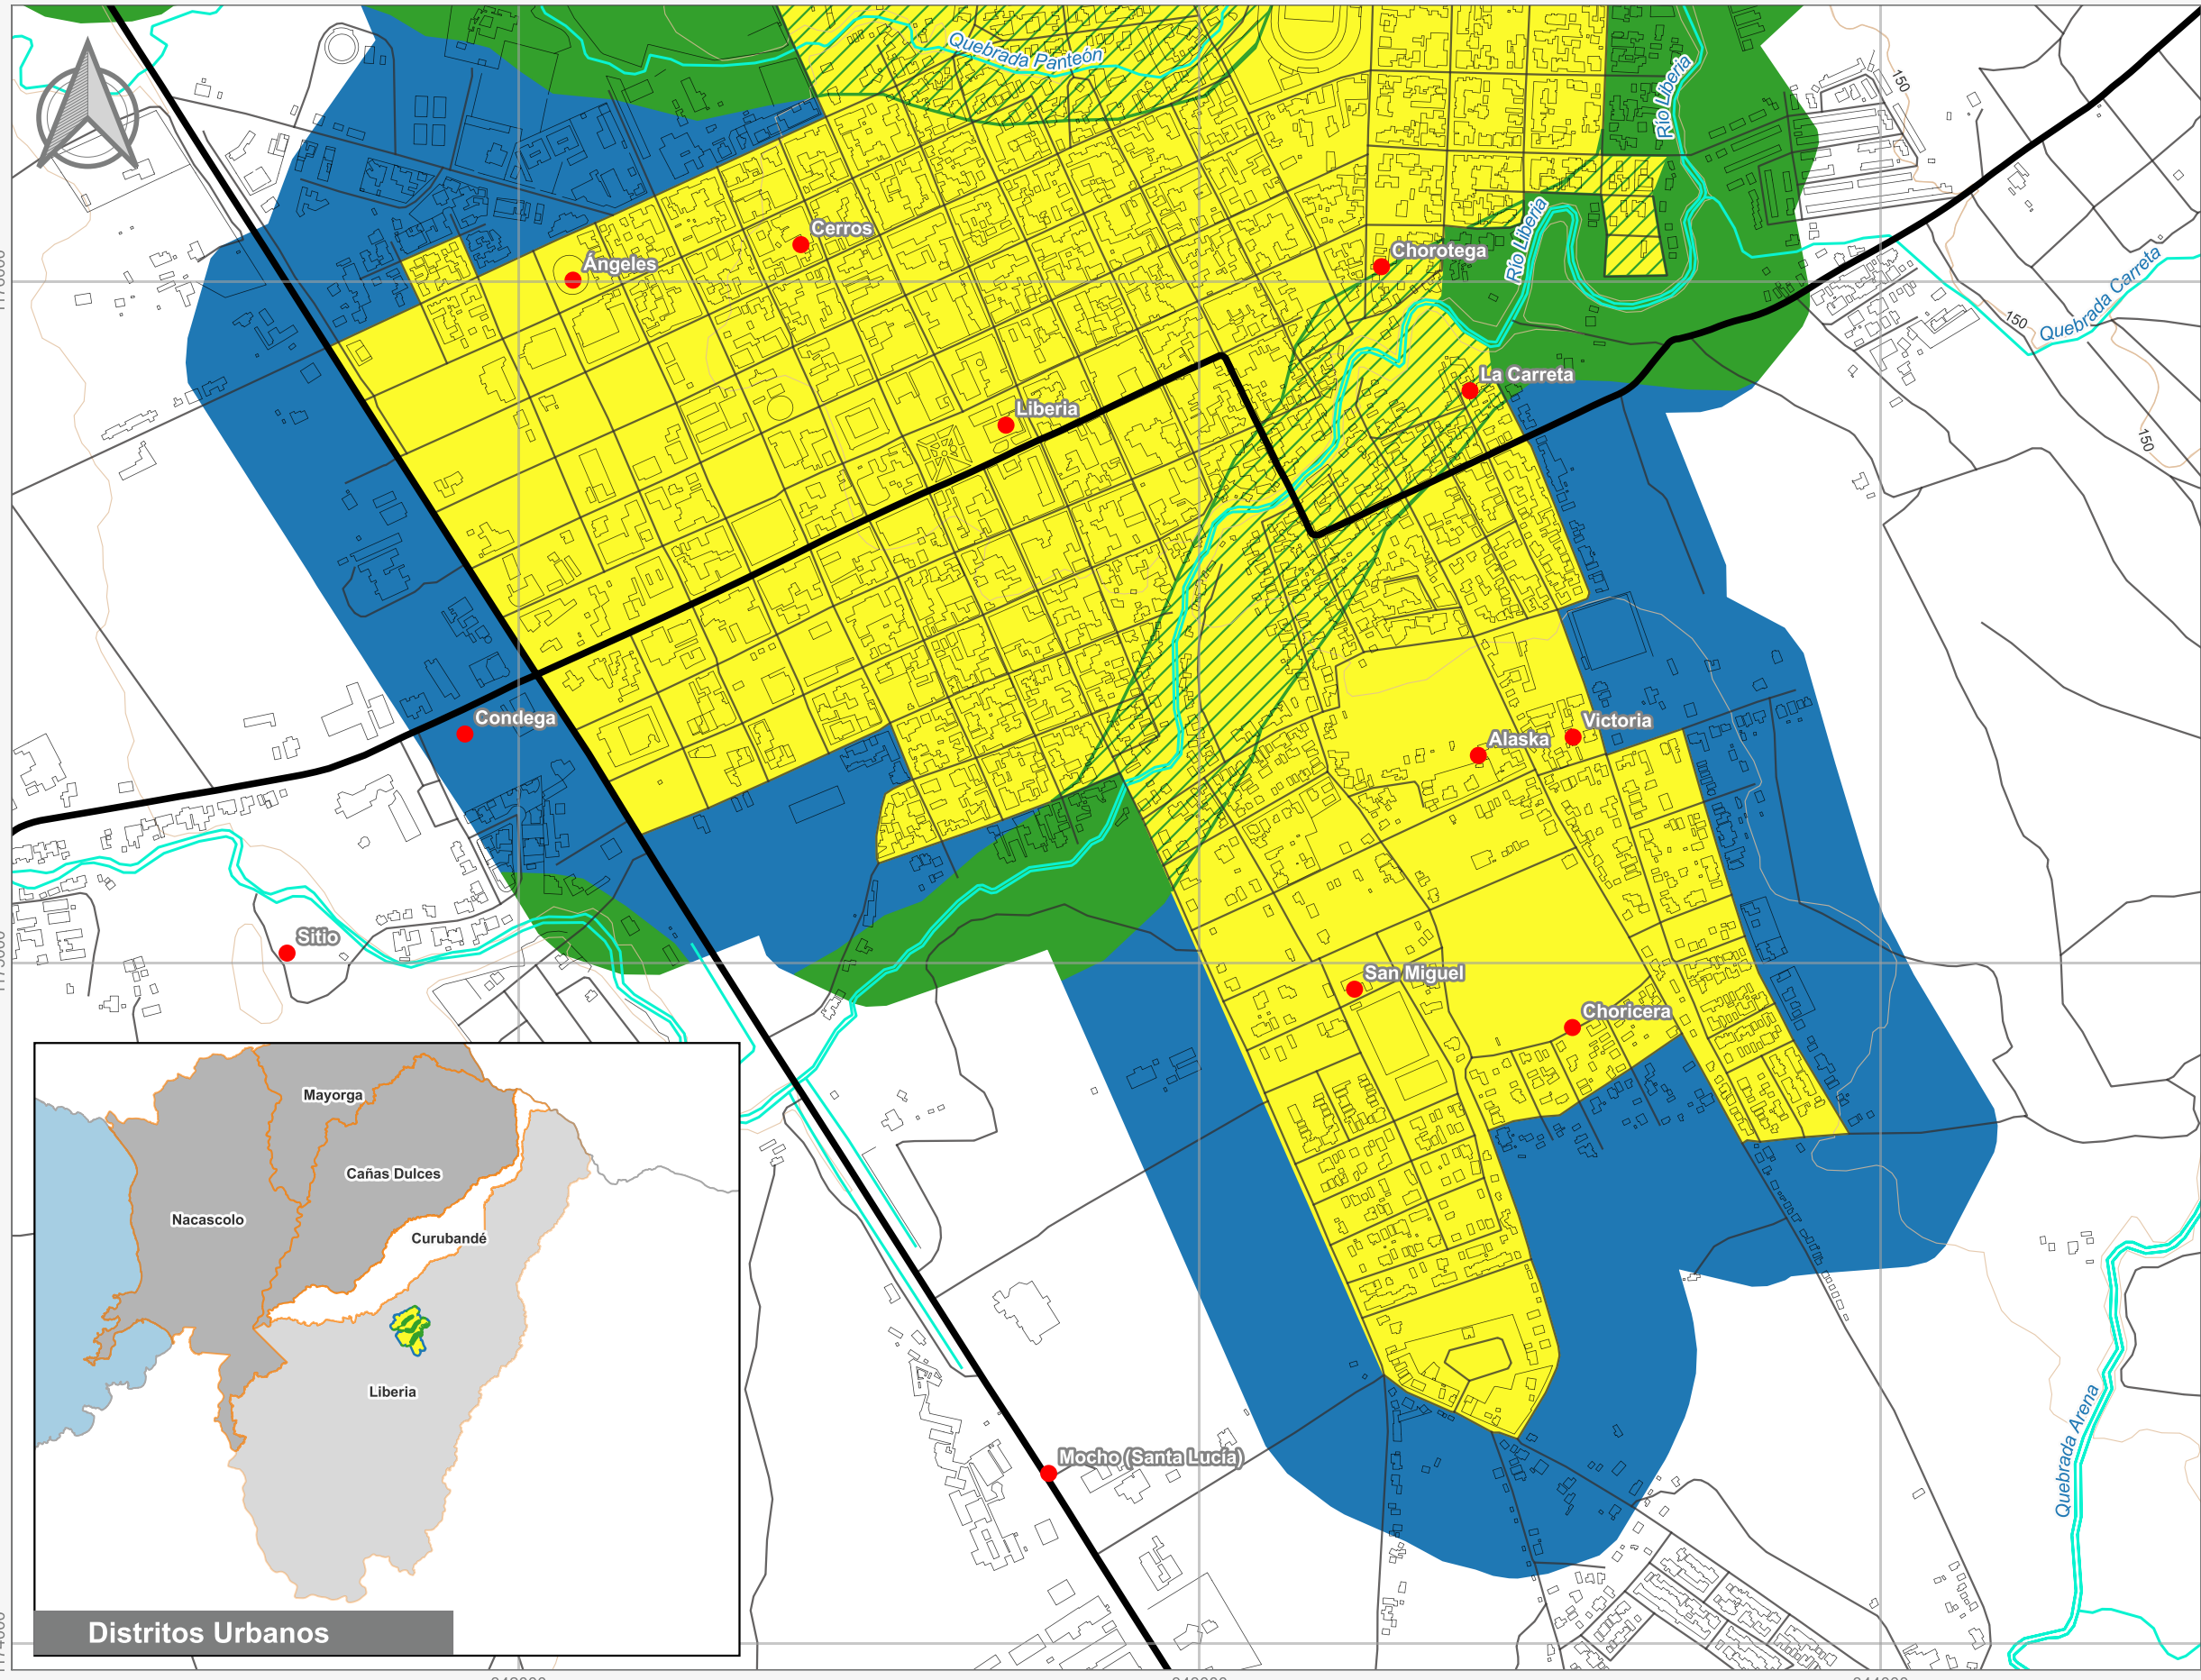 Quebrada Panteón
Río Liberia
150
Cerros
Ángeles
Chorotega
Río Liberia
Quebrada Carreta
150
La Carreta
Liberia
150
Condega
Victoria
Alaska
Sitio
San Miguel
Choricera
Mayorga
Cañas Dulces
Nacascolo
Curubandé
Liberia
Mocho (Santa Lucía)
Quebrada Arena
Distritos Urbanos